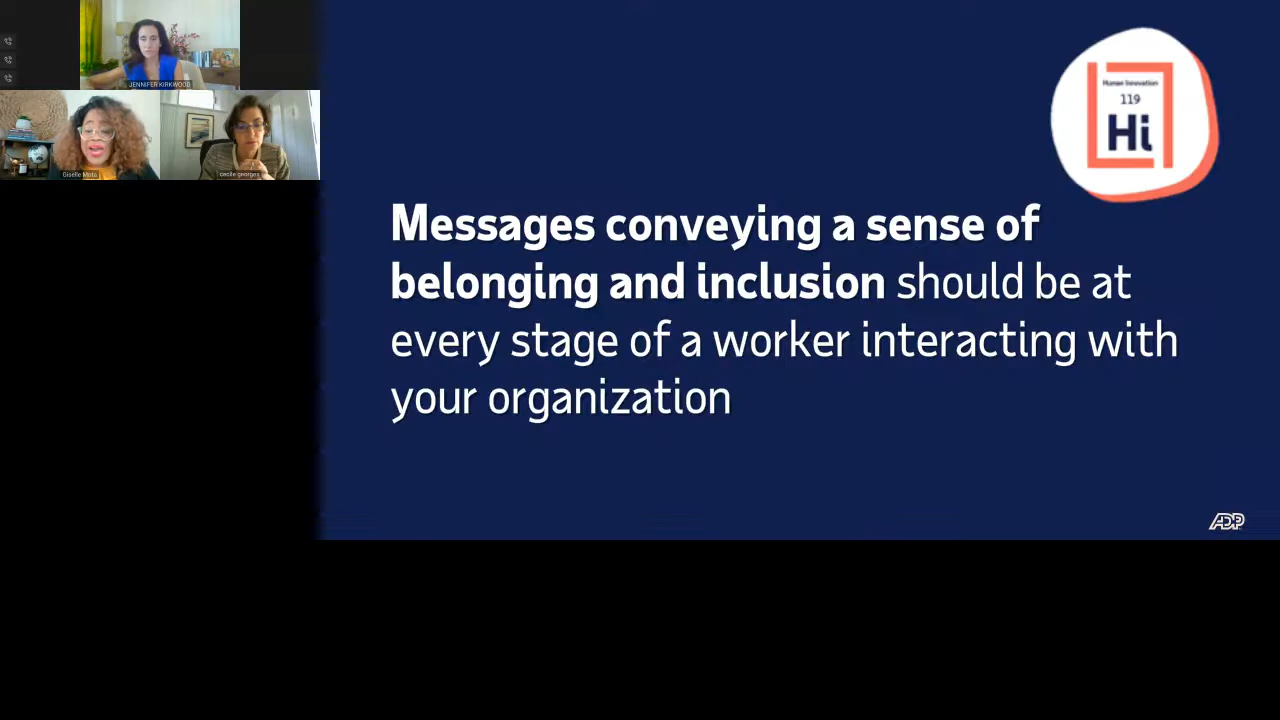 JENNIFER KIRKWOOD
Giselle Mota
cecile georges
Human Innovation
119
Hi
Messages conveying a sense of
belonging and inclusion should be at
every stage of a worker interacting with
your organization
ADP